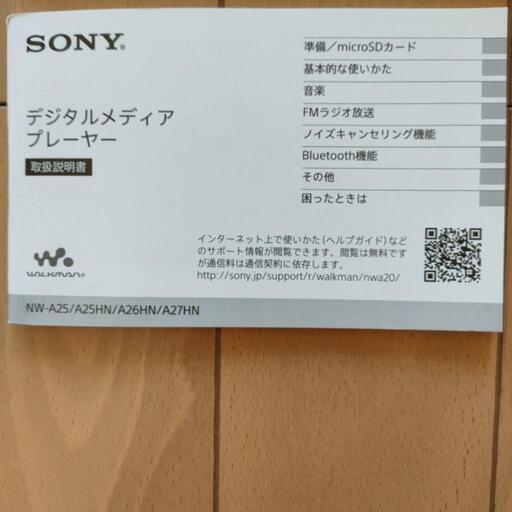 SONY®
デジタルメディア
プレーヤー
取扱説明書
準備／microSDカード
基本的な使いかた
音楽
FMラジオ放送
ノイズキャンセリング機能
Bluetooth機能
その他
困ったときは
インターネット上で使いかた（ヘルプガイド）など
のサポート情報が閲覧できます。閲覧は無料です
が通信料は通信契約に依存します。
http://sony.jp/support/r/walkman/nwa20/
WALKMAN®
NW-A25/A25HN/A26HN/A27HN